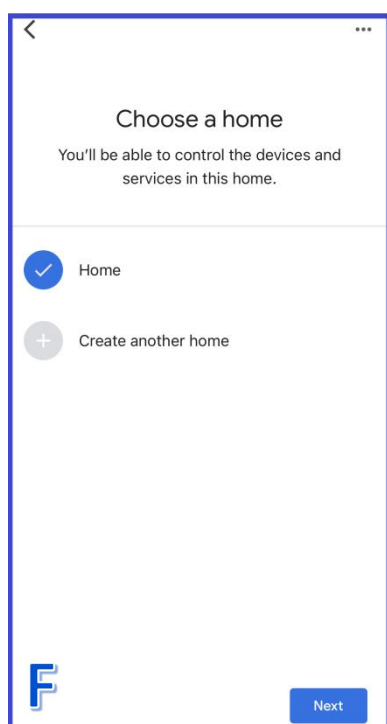 Choose a home
You'll be able to control the devices and
services in this home.
Home
Create another home
F
Next